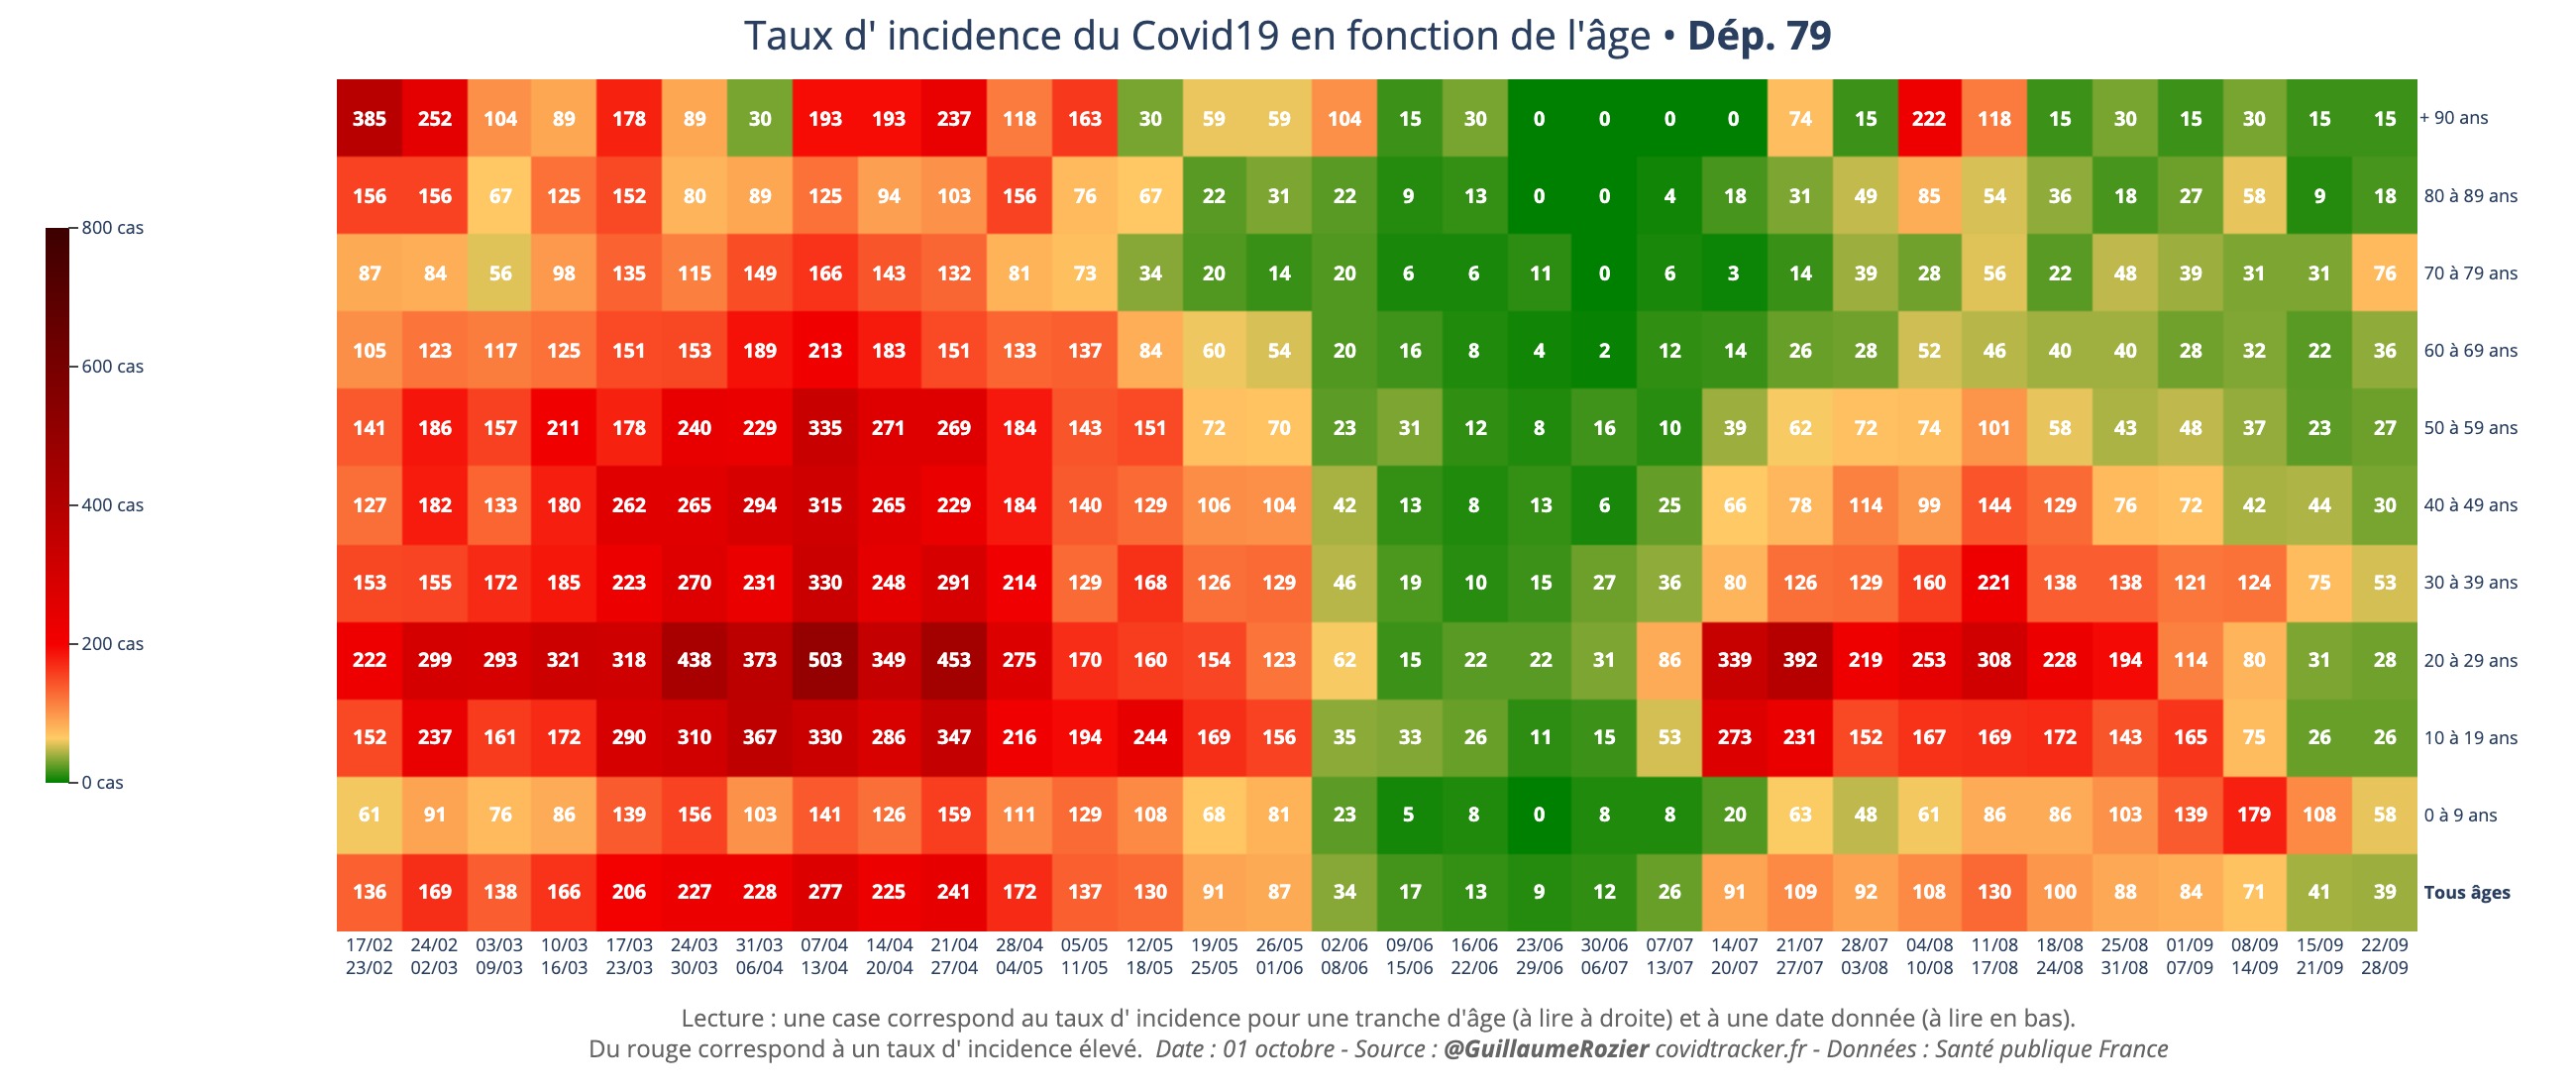 Taux d' incidence du Covid19 en fonction de l'âge • Dép. 79
385 252 104 89 178 89 30 193 193 237 118 163 30 59 59 104 15 30 0 0 0 0 74 15 222 118 15 30 15 30 15 15 + 90 ans
156 156 67 125 152 80 89 125 94 103 156 76 67 22 31 22 9 13 0 0 4 18 31 49 85 54 36 18 27 58 9 18 80 à 89 ans
800 cas
87 84 56 98 135 115 149 166 143 132 81 73 34 20 14 20 6 6 11 0 6 3 14 39 28 56 22 48 39 31 31 76 70 à 79 ans
105 123 117 125 151 153 189 213 183 151 133 137 84 60 54 20 16 8 4 2 12 14 26 28 52 46 40 40 28 32 22 36 60 à 69 ans
600 cas
141 186 157 211 178 240 229 335 271 269 184 143 151 72 70 23 31 12 8 16 10 39 62 72 74 101 58 43 48 37 23 27 50 à 59 ans
400 cas
127 182 133 180 262 265 294 315 265 229 184 140 129 106 104 42 13 8 13 6 25 66 78 114 99 144 129 76 72 42 44 30 40 à 49 ans
153 155 172 185 223 270 231 330 248 291 214 129 168 126 129 46 19 10 15 27 36 80 126 129 160 221 138 138 121 124 75 53 30 à 39 ans
200 cas
222 299 293 321 318 438 373 503 349 453 275 170 160 154 123 62 15 22 22 31 86 339 392 219 253 308 228 194 114 80 31 28 20 à 29 ans
152 237 161 172 290 310 367 330 286 347 216 194 244 169 156 35 33 26 11 15 53 273 231 152 167 169 172 143 165 75 26 26 10 à 19 ans
0 cas
61 91 76 86 139 156 103 141 126 159 111 129 108 68 81 23 5 8 0 8 8 20 63 48 61 86 86 103 139 179 108 58 0 à 9 ans
136 169 138 166 206 227 228 277 225 241 172 137 130 91 87 34 17 13 9 12 26 91 109 92 108 130 100 88 84 71 41 39 Tous âges
17/02 24/02 03/03 10/03 17/03 24/03 31/03 07/04 14/04 21/04 28/04 05/05 12/05 19/05 26/05 02/06 09/06 16/06 23/06 30/06 07/07 14/07 21/07 28/07 04/08 11/08 18/08 25/08 01/09 08/09 15/09 22/09
23/02 02/03 09/03 16/03 23/03 30/03 06/04 13/04 20/04 27/04 04/05 11/05 18/05 25/05 01/06 08/06 15/06 22/06 29/06 06/07 13/07 20/07 27/07 03/08 10/08 17/08 24/08 31/08 07/09 14/09 21/09 28/09
Lecture : une case correspond au taux d' incidence pour une tranche d'âge (à lire à droite) et à une date donnée (à lire en bas).
Du rouge correspond à un taux d' incidence élevé. Date : 01 octobre - Source : @GuillaumeRozier covidtracker.fr - Données : Santé publique France